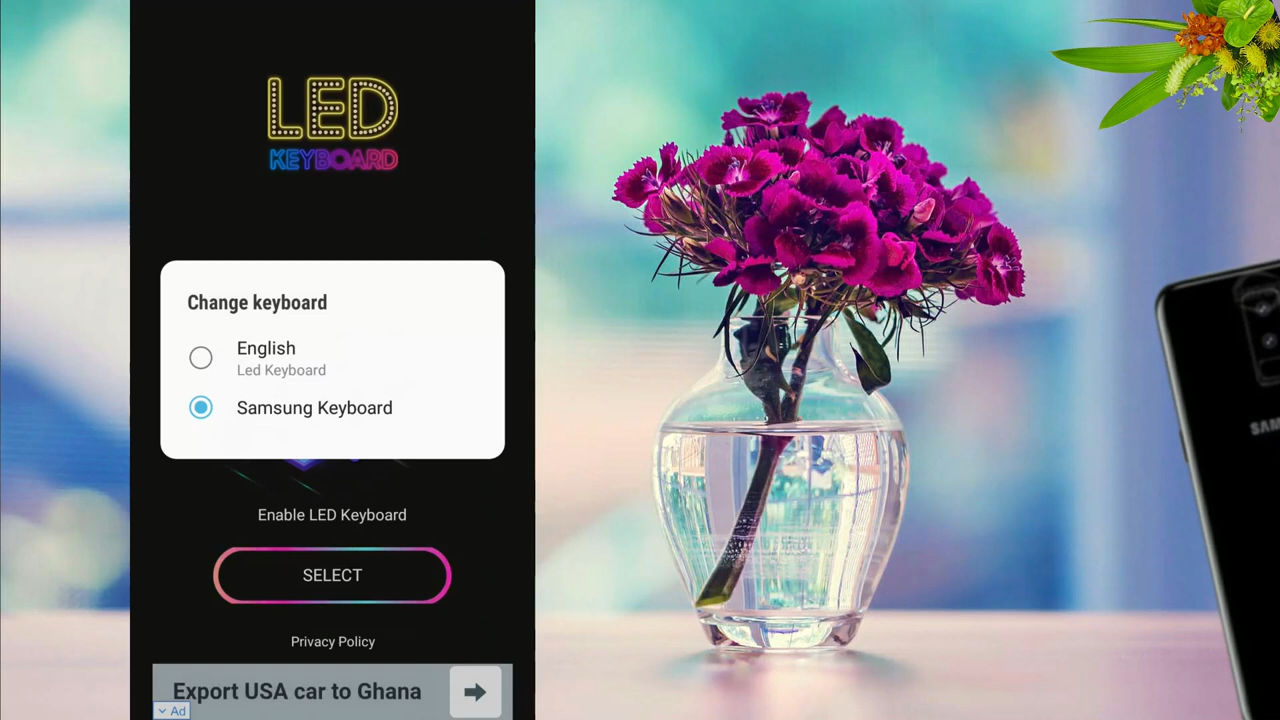 LED
KEYBOARD
Change keyboard
English
Led Keyboard
Samsung Keyboard
Enable LED Keyboard
SELECT
Privacy Policy
Export USA car to Ghana
Ad